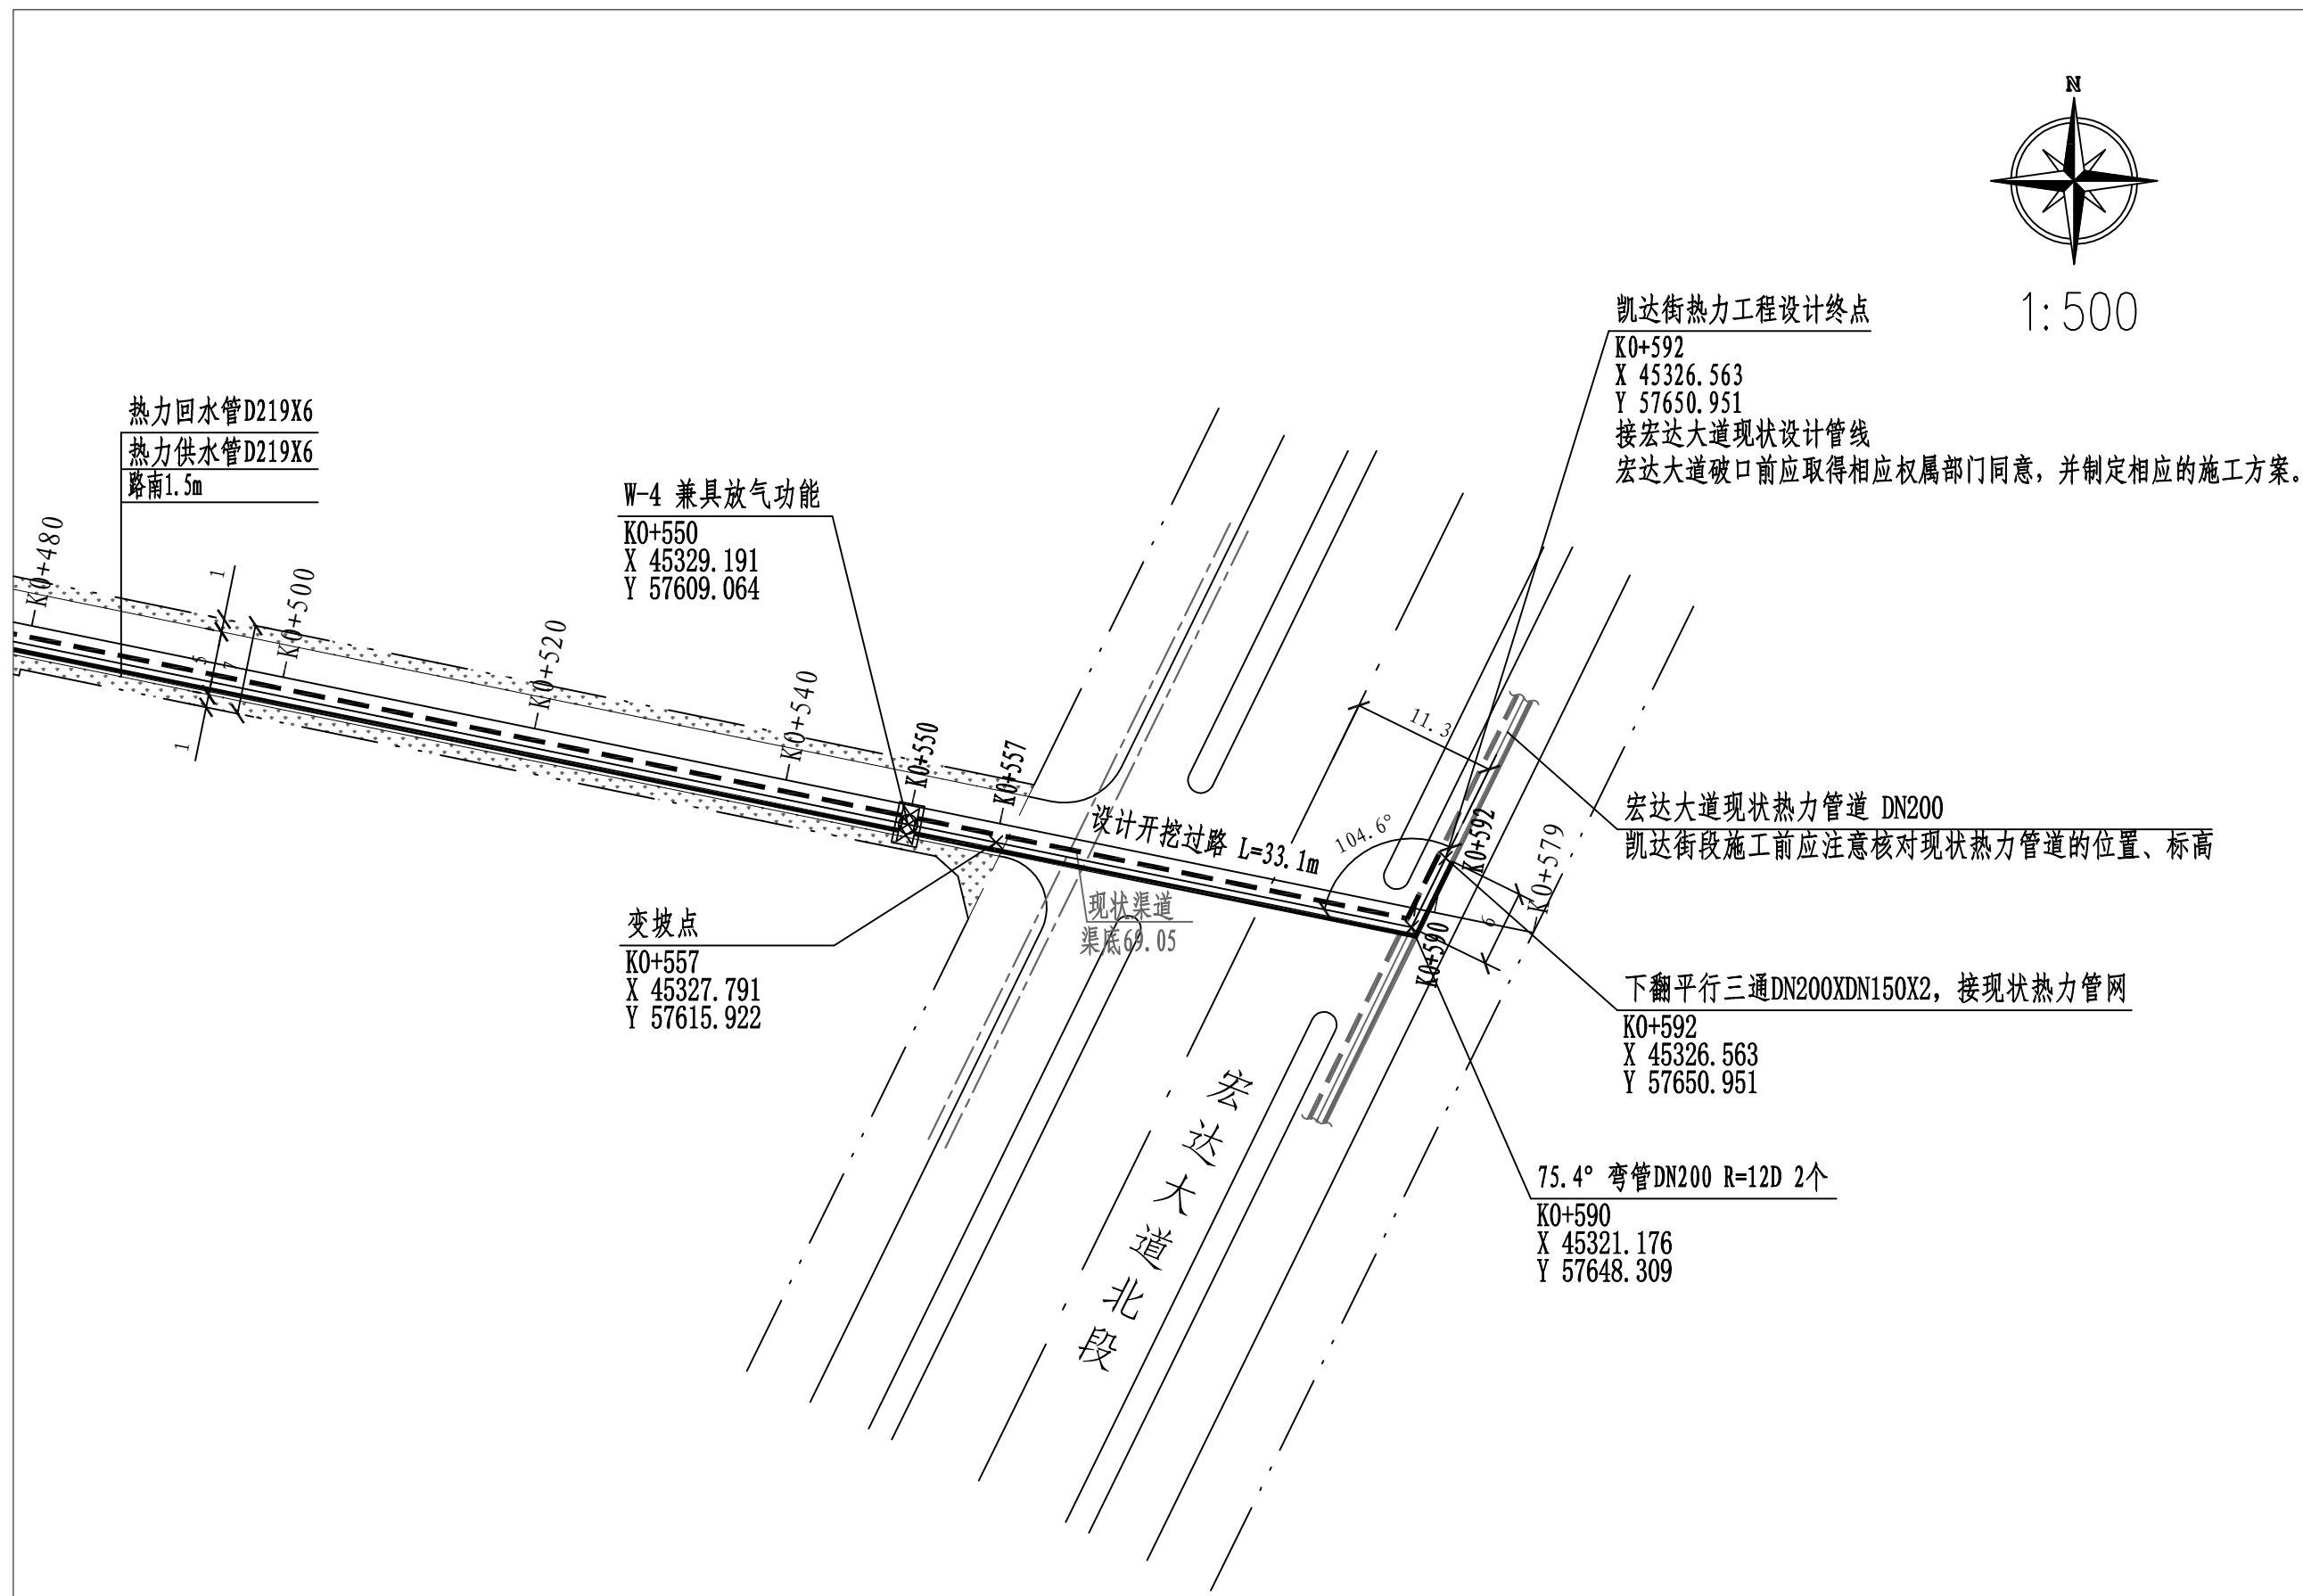 N
1:500
凯达街热力工程设计终点
K0+592
X 45326.563
Y 57650.951
接宏达大道现状设计管线
宏达大道破口前应取得相应权属部门同意，并制定相应的施工方案。
热力回水管D219X6
热力供水管D219X6
路南1.5m
W-4 兼具放气功能
K0+550
X 45329.191
Y 57609.064
K0+480
1
K0+500
5
7
1
K0+520
K0+540
K0+550
K0+557
设计开挖过路 L=33.1m
104.6°
11.3
K0+592
K0+579
6
K0+590
宏达大道现状热力管道 DN200
凯达街段施工前应注意核对现状热力管道的位置、标高
现状渠道
渠底69.05
变坡点
K0+557
X 45327.791
Y 57615.922
下翻平行三通DN200XDN150X2，接现状热力管网
K0+592
X 45326.563
Y 57650.951
宏达大道北段
75.4° 弯管DN200 R=12D 2个
K0+590
X 45321.176
Y 57648.309